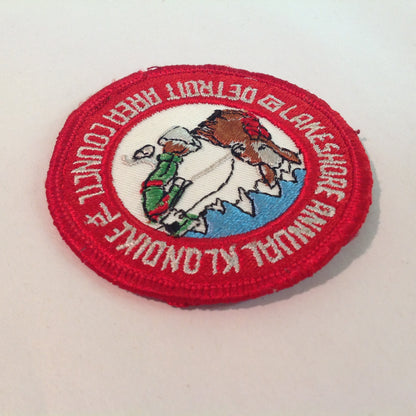 LAKESHORE ANNUAL KLONDIKE
DETROIT AREA COUNCIL